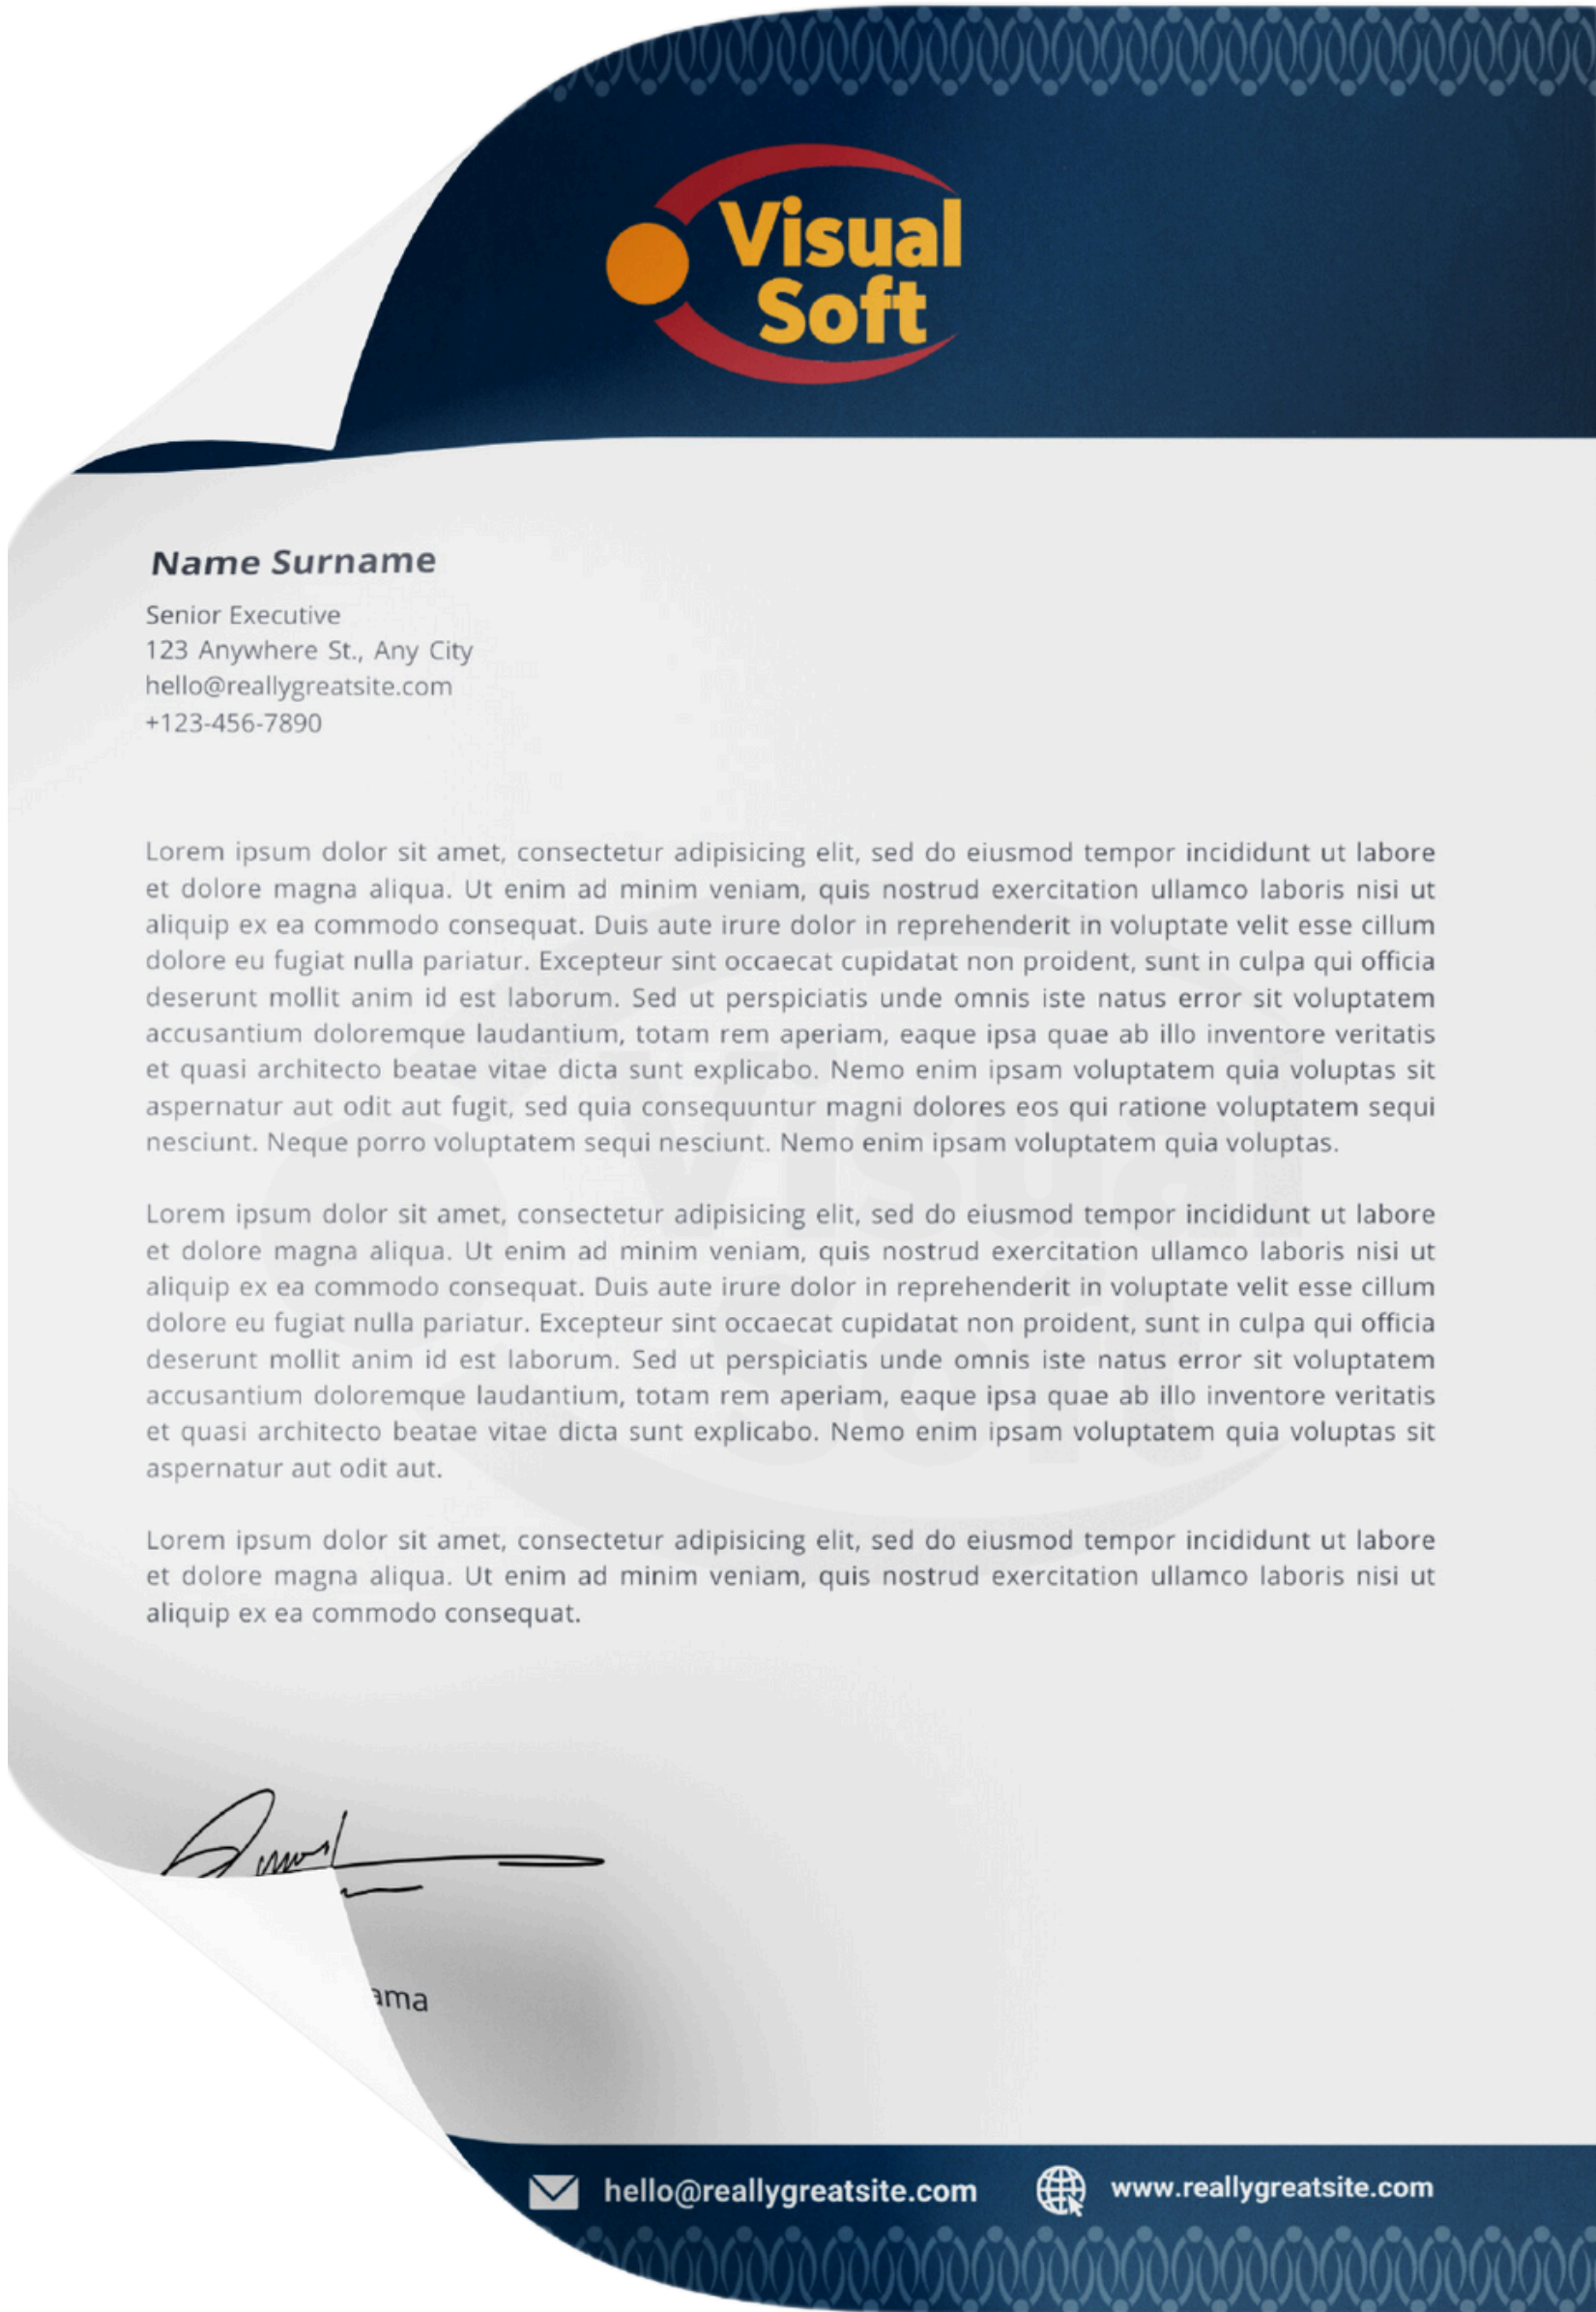 Visual
Soft
Name Surname
Senior Executive
123 Anywhere St., Any City
hello@reallygreatsite.com
+123-456-7890
Lorem ipsum dolor sit amet, consectetur adipisicing elit, sed do eiusmod tempor incididunt ut labore
et dolore magna aliqua. Ut enim ad minim veniam, quis nostrud exercitation ullamco laboris nisi ut
aliquip ex ea commodo consequat. Duis aute irure dolor in reprehenderit in voluptate velit esse cillum
dolore eu fugiat nulla pariatur. Excepteur sint occaecat cupidatat non proident, sunt in culpa qui officia
deserunt mollit anim id est laborum. Sed ut perspiciatis unde omnis iste natus error sit voluptatem
accusantium doloremque laudantium, totam rem aperiam, eaque ipsa quae ab illo inventore veritatis
et quasi architecto beatae vitae dicta sunt explicabo. Nemo enim ipsam voluptatem quia voluptas sit
aspernatur aut odit aut fugit, sed quia consequuntur magni dolores eos qui ratione voluptatem sequi
nesciunt. Neque porro voluptatem sequi nesciunt. Nemo enim ipsam voluptatem quia voluptas.
Visual
Soft
Lorem ipsum dolor sit amet, consectetur adipisicing elit, sed do eiusmod tempor incididunt ut labore
et dolore magna aliqua. Ut enim ad minim veniam, quis nostrud exercitation ullamco laboris nisi ut
aliquip ex ea commodo consequat. Duis aute irure dolor in reprehenderit in voluptate velit esse cillum
dolore eu fugiat nulla pariatur. Excepteur sint occaecat cupidatat non proident, sunt in culpa qui officia
deserunt mollit anim id est laborum. Sed ut perspiciatis unde omnis iste natus error sit voluptatem
accusantium doloremque laudantium, totam rem aperiam, eaque ipsa quae ab illo inventore veritatis
et quasi architecto beatae vitae dicta sunt explicabo. Nemo enim ipsam voluptatem quia voluptas sit
aspernatur aut odit aut.
Lorem ipsum dolor sit amet, consectetur adipisicing elit, sed do eiusmod tempor incididunt ut labore
et dolore magna aliqua. Ut enim ad minim veniam, quis nostrud exercitation ullamco laboris nisi ut
aliquip ex ea commodo consequat.
ama
hello@reallygreatsite.com
www.reallygreatsite.com